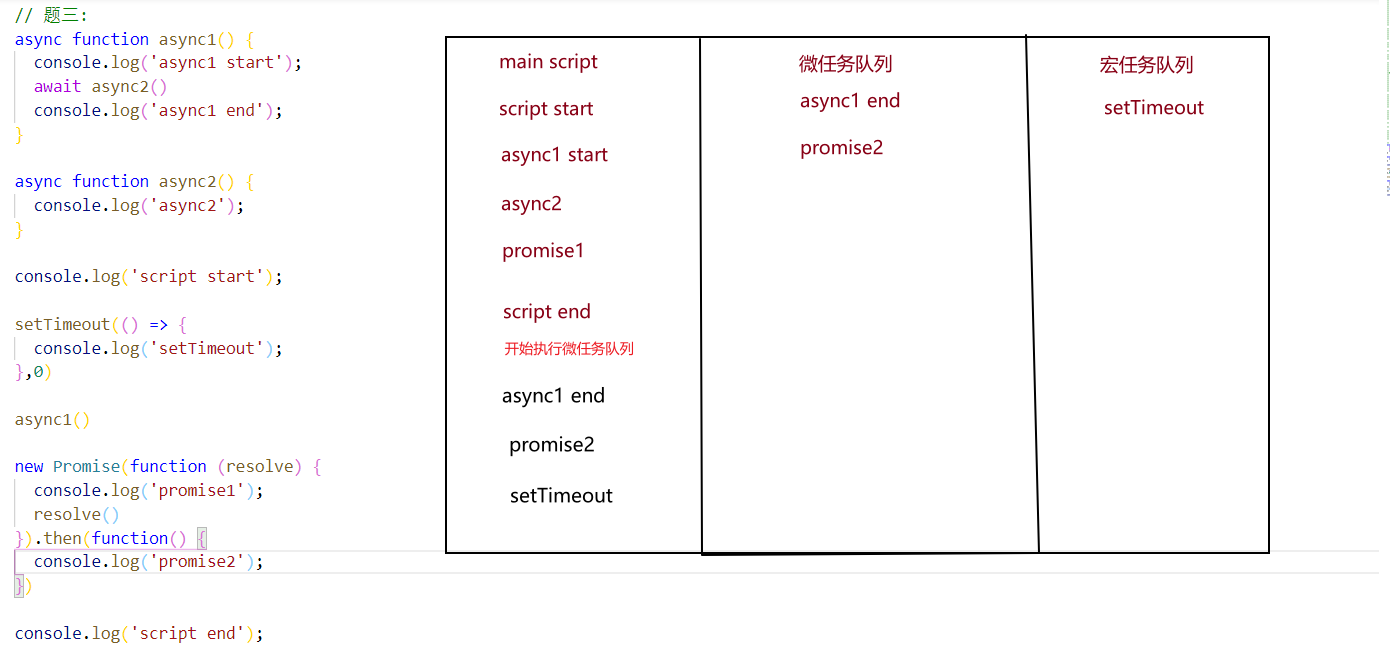 // 题三:
async function async1() {
  console.log('async1 start');
  await async2()
  console.log('async1 end');
}

async function async2() {
  console.log('async2');
}

console.log('script start');

setTimeout(() => {
  console.log('setTimeout');
},0)

async1()

new Promise(function (resolve) {
  console.log('promise1');
  resolve()
}).then(function() {
  console.log('promise2');
})

console.log('script end');
main script
script start
async1 start
async2
promise1
script end
开始执行微任务队列
async1 end
promise2
setTimeout
微任务队列
async1 end
promise2
宏任务队列
setTimeout